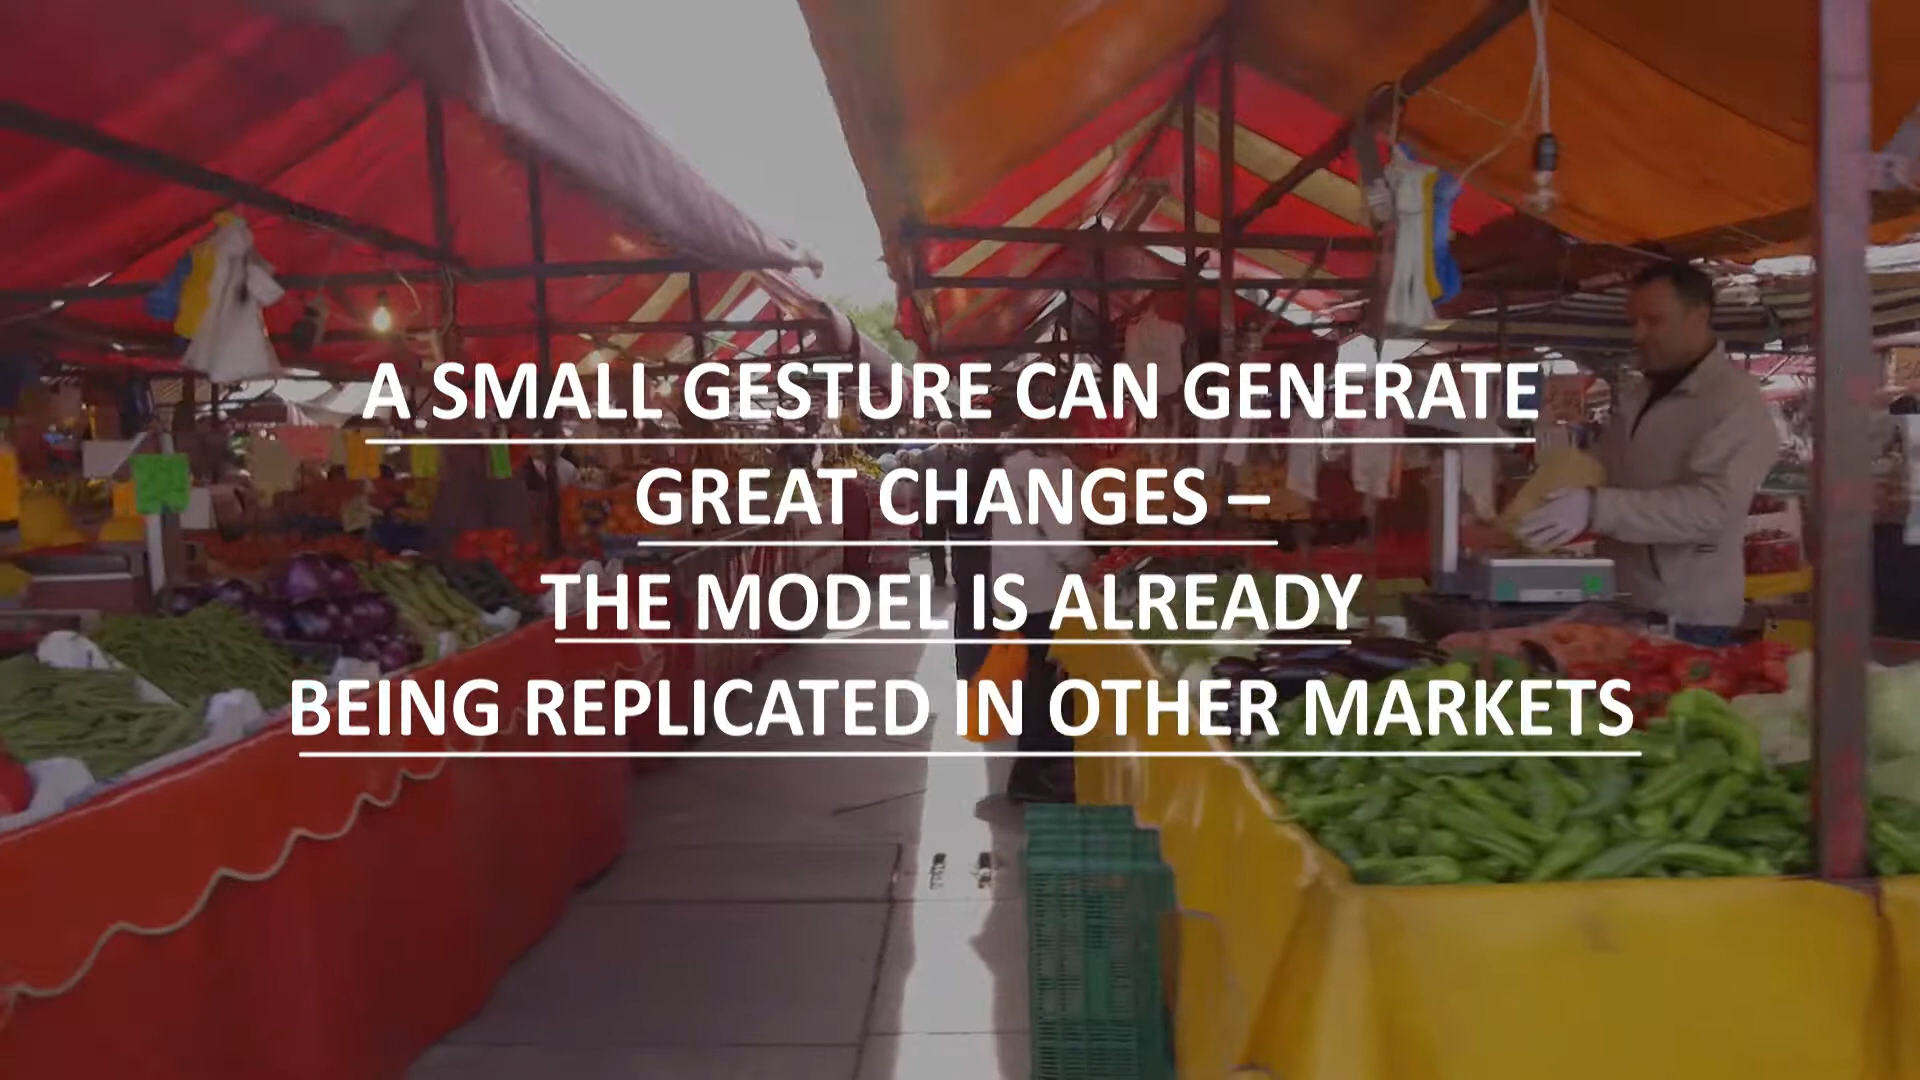 A SMALL GESTURE CAN GENERATE
GREAT CHANGES –
THE MODEL IS ALREADY
BEING REPLICATED IN OTHER MARKETS